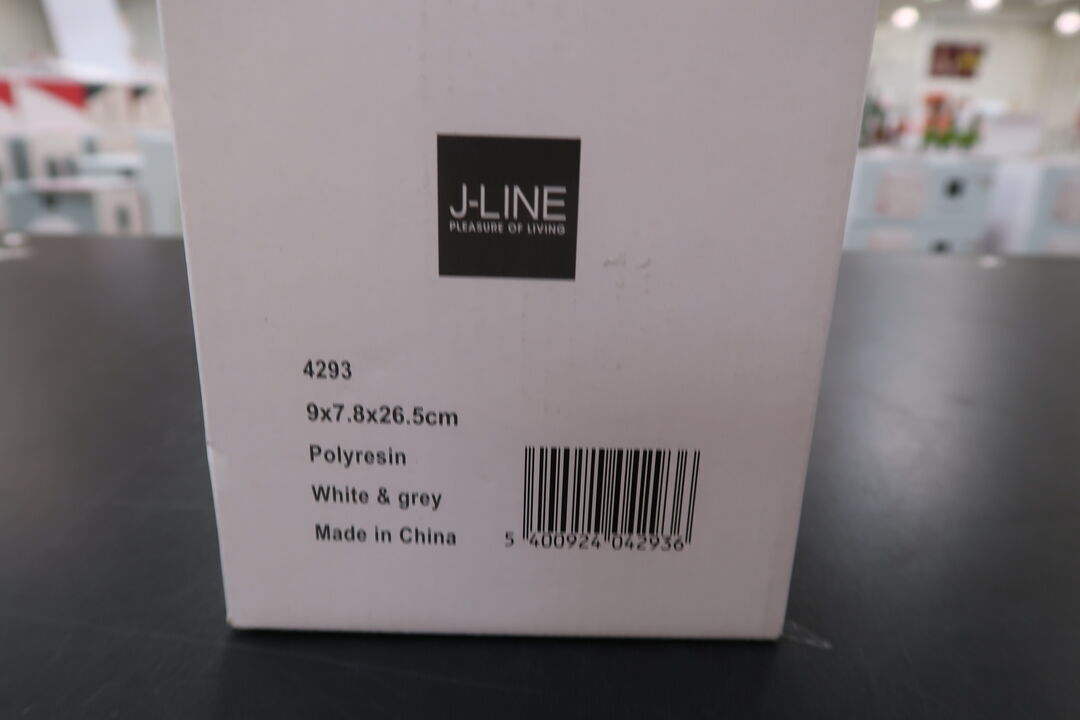 J-LINE
PLEASURE OF LIVING
4293
9x7.8x26.5cm
Polyresin
White & grey
Made in China
5 400924 042936